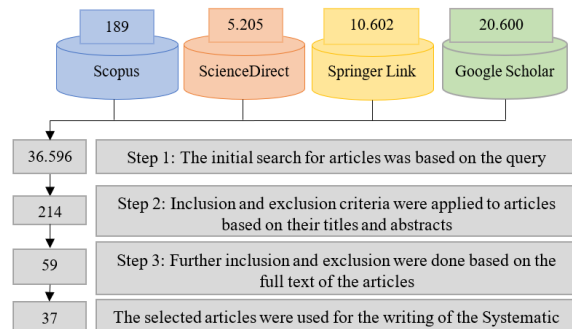 189
5.205
10.602
20.600
Scopus
ScienceDirect
Springer Link
Google Scholar
36.596
Step 1: The initial search for articles was based on the query
214
Step 2: Inclusion and exclusion criteria were applied to articles
based on their titles and abstracts
59
Step 3: Further inclusion and exclusion were done based on the
full text of the articles
37
The selected articles were used for the writing of the Systematic